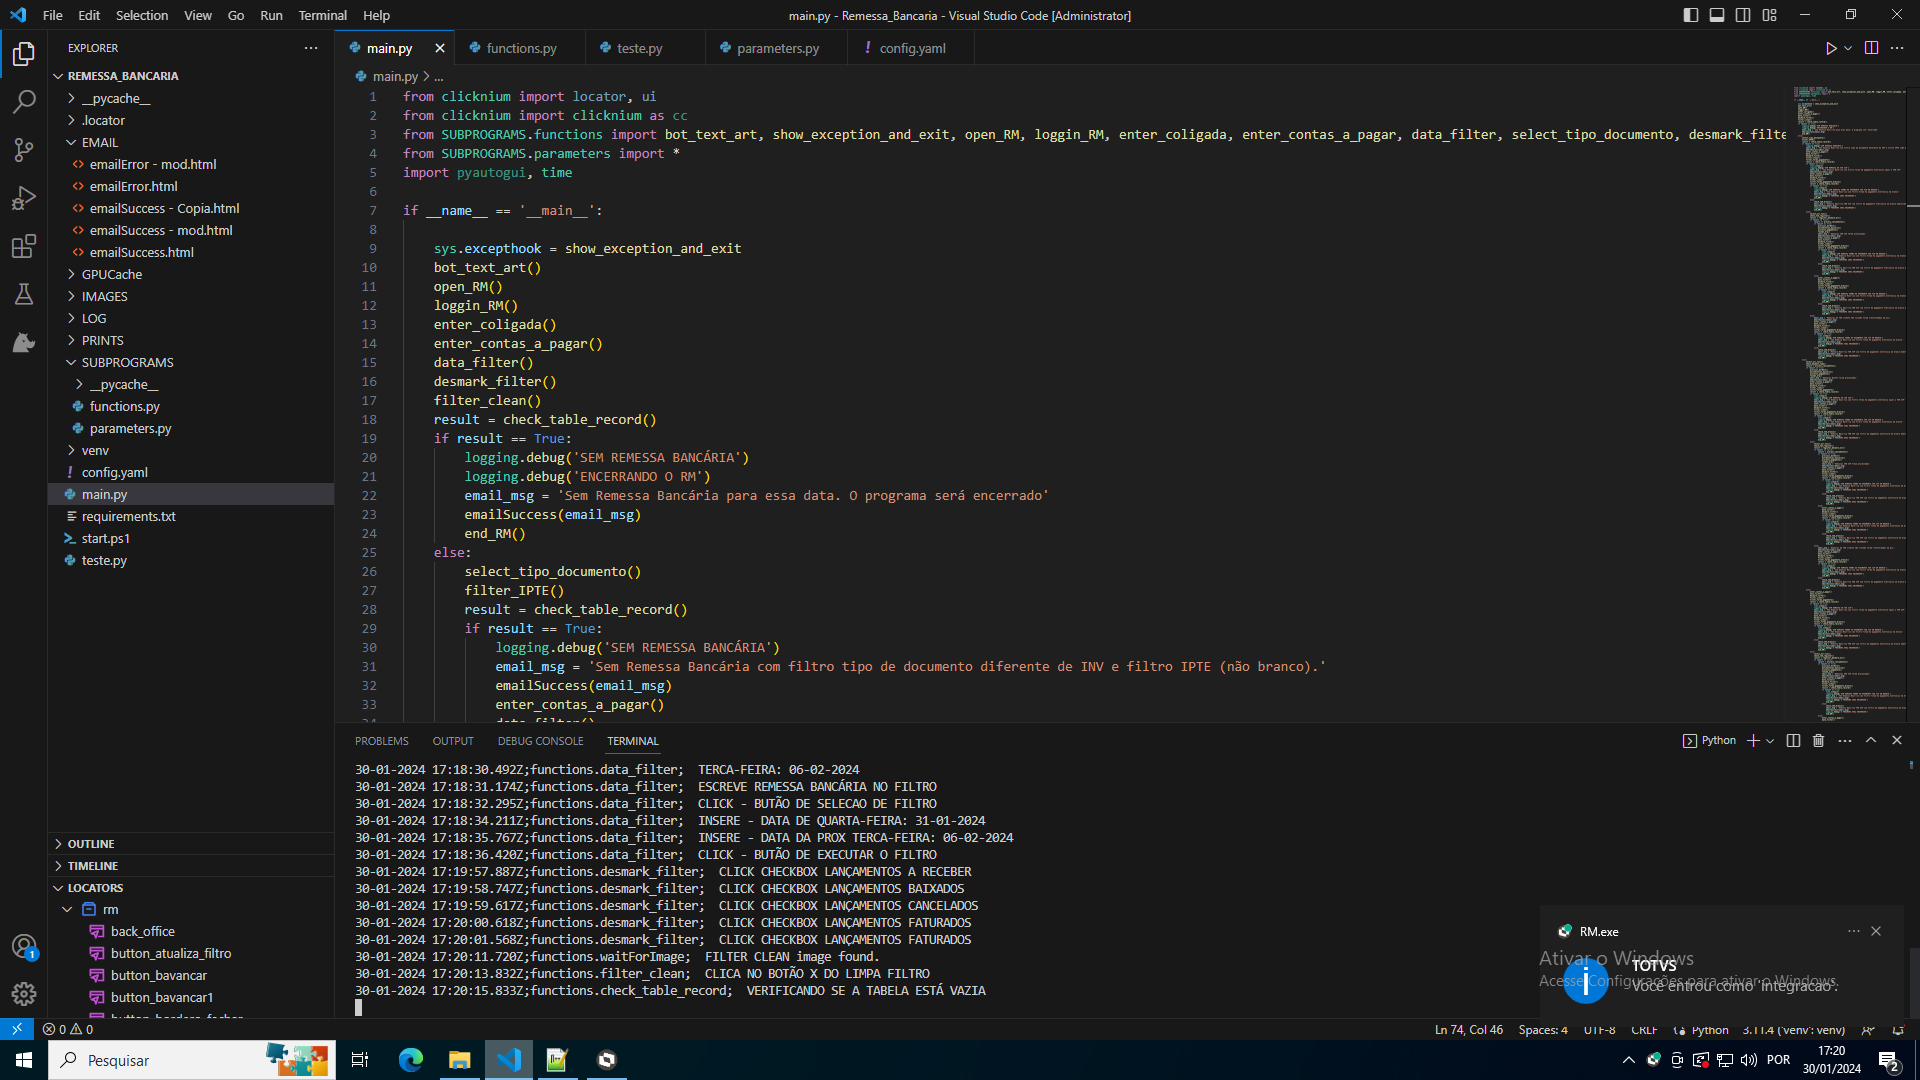 File Edit Selection View Go Run Terminal Help
main.py - Remessa_Bancaria - Visual Studio Code [Administrator]
EXPLORER
REMESSA_BANCARIA
__pycache__
.locator
EMAIL
emailError - mod.html
emailError.html
emailSuccess - Copia.html
emailSuccess - mod.html
emailSuccess.html
GPUCache
IMAGES
LOG
PRINTS
SUBPROGRAMS
__pycache__
functions.py
parameters.py
venv
config.yaml
main.py
requirements.txt
start.ps1
teste.py
OUTLINE
TIMELINE
LOCATORS
rm
back_office
button_atualiza_filtro
button_bavancar
button_bavancar1
main.py functions.py teste.py parameters.py config.yaml
main.py > ...
1 from clicknium import locator, ui
2 from clicknium import clicknium as cc
3 from SUBPROGRAMS.functions import bot_text_art, show_exception_and_exit, open_RM, loggin_RM, enter_coligada, enter_contas_a_pagar, data_filter, select_tipo_documento, desmark_filte
4 from SUBPROGRAMS.parameters import *
5 import pyautogui, time
6
7 if __name__ == '__main__':
8
9 sys.excepthook = show_exception_and_exit
10 bot_text_art()
11 open_RM()
12 loggin_RM()
13 enter_coligada()
14 enter_contas_a_pagar()
15 data_filter()
16 desmark_filter()
17 filter_clean()
18 result = check_table_record()
19 if result == True:
20 logging.debug('SEM REMESSA BANCÁRIA')
21 logging.debug('ENCERRANDO O RM')
22 email_msg = 'Sem Remessa Bancária para essa data. O programa será encerrado'
23 emailSuccess(email_msg)
24 end_RM()
25 else:
26 select_tipo_documento()
27 filter_IPTE()
28 result = check_table_record()
29 if result == True:
30 logging.debug('SEM REMESSA BANCÁRIA')
31 email_msg = 'Sem Remessa Bancária com filtro tipo de documento diferente de INV e filtro IPTE (não branco).'
32 emailSuccess(email_msg)
33 enter_contas_a_pagar()
PROBLEMS OUTPUT DEBUG CONSOLE TERMINAL
Python
30-01-2024 17:18:30.492Z;functions.data_filter; TERCA-FEIRA: 06-02-2024
30-01-2024 17:18:31.174Z;functions.data_filter; ESCREVE REMESSA BANCÁRIA NO FILTRO
30-01-2024 17:18:32.295Z;functions.data_filter; CLICK - BUTÃO DE SELECAO DE FILTRO
30-01-2024 17:18:34.211Z;functions.data_filter; INSERE - DATA DE QUARTA-FEIRA: 31-01-2024
30-01-2024 17:18:35.767Z;functions.data_filter; INSERE - DATA DA PROX TERCA-FEIRA: 06-02-2024
30-01-2024 17:18:36.420Z;functions.data_filter; CLICK - BUTÃO DE EXECUTAR O FILTRO
30-01-2024 17:19:57.887Z;functions.desmark_filter; CLICK CHECKBOX LANÇAMENTOS A RECEBER
30-01-2024 17:19:58.747Z;functions.desmark_filter; CLICK CHECKBOX LANÇAMENTOS BAIXADOS
30-01-2024 17:19:59.617Z;functions.desmark_filter; CLICK CHECKBOX LANÇAMENTOS CANCELADOS
30-01-2024 17:20:00.618Z;functions.desmark_filter; CLICK CHECKBOX LANÇAMENTOS FATURADOS
30-01-2024 17:20:01.568Z;functions.desmark_filter; CLICK CHECKBOX LANÇAMENTOS FATURADOS
30-01-2024 17:20:11.720Z;functions.waitForImage; FILTER CLEAN image found.
30-01-2024 17:20:13.832Z;functions.filter_clean; CLICA NO BOTÃO X DO LIMPA FILTRO
30-01-2024 17:20:15.833Z;functions.check_table_record; VERIFICANDO SE A TABELA ESTÁ VAZIA
RM.exe
Ativar o Windows
TOTVS
Acesse Configurações para ativar o Windows.
Você entrou como 'integracao'.
0 0
Ln 74, Col 46 Spaces: 4 UTF-8 CRLF Python 3.11.4 ('venv': venv)
1
Pesquisar
POR
17:20
30/01/2024
2